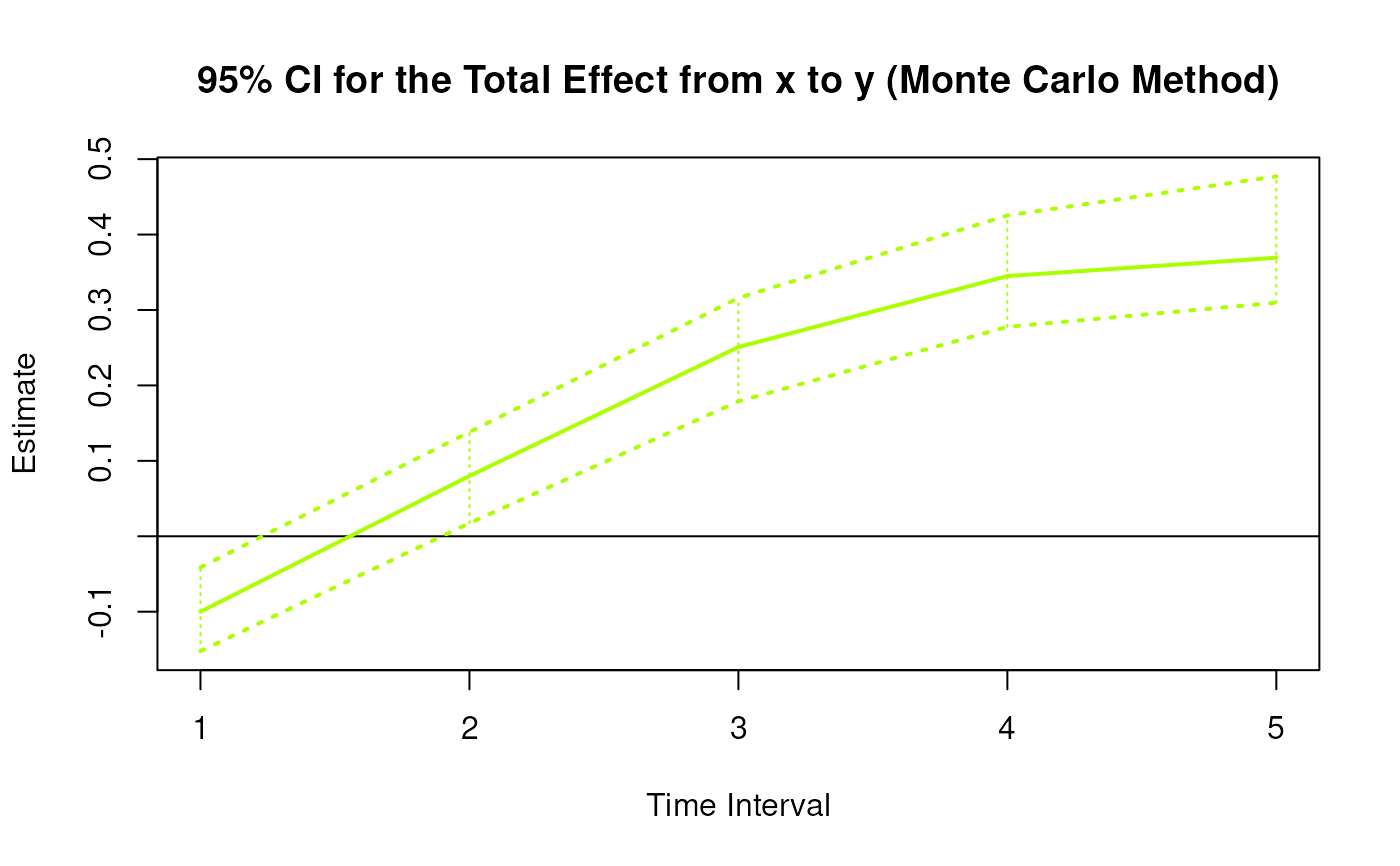 95% CI for the Total Effect from x to y (Monte Carlo Method)
Estimate
0.5
0.4
0.3
0.2
0.1
-0.1
1 2 3 4 5
Time Interval